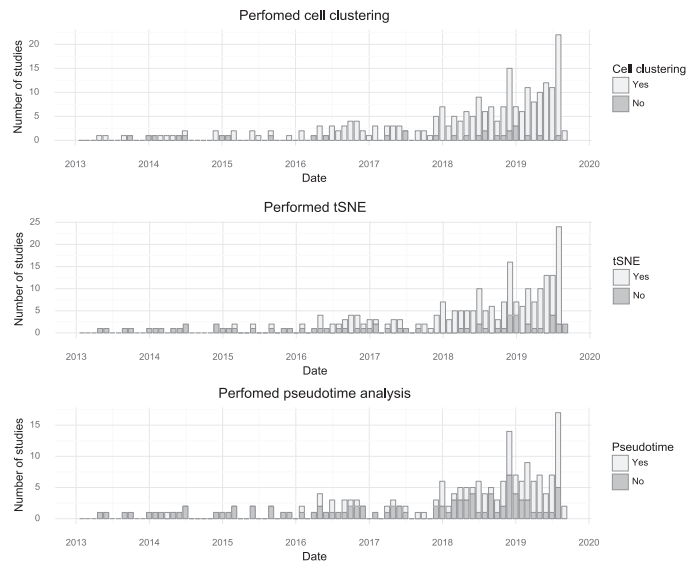 Perfomed cell clustering
Number of studies
20
15
10
5
0
2013 2014 2015 2016 2017 2018 2019 2020
Date
Cell clustering
Yes
No
Performed tSNE
Number of studies
25
20
15
10
5
0
2013 2014 2015 2016 2017 2018 2019 2020
Date
tSNE
Yes
No
Perfomed pseudotime analysis
Number of studies
15
10
5
0
2013 2014 2015 2016 2017 2018 2019 2020
Date
Pseudotime
Yes
No